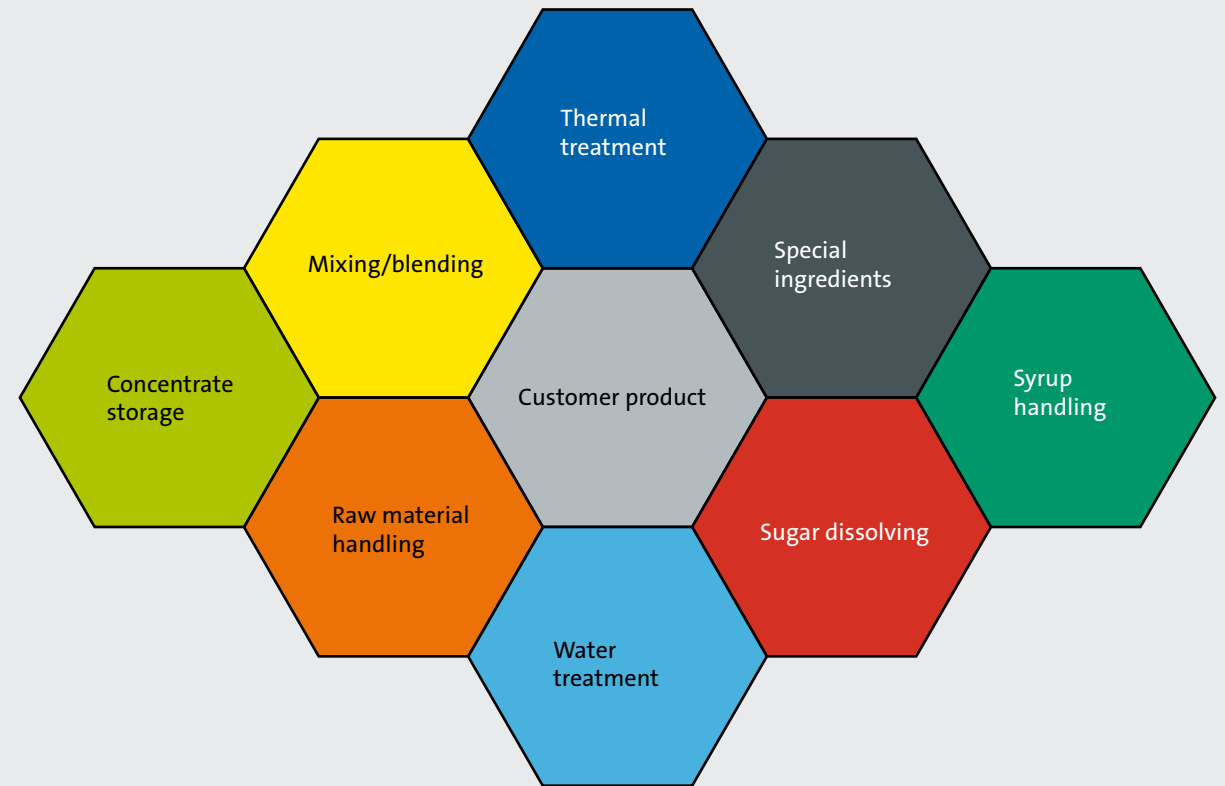 Thermal
treatment
Mixing/blending
Special
ingredients
Concentrate
storage
Customer product
Syrup
handling
Raw material
handling
Sugar dissolving
Water
treatment